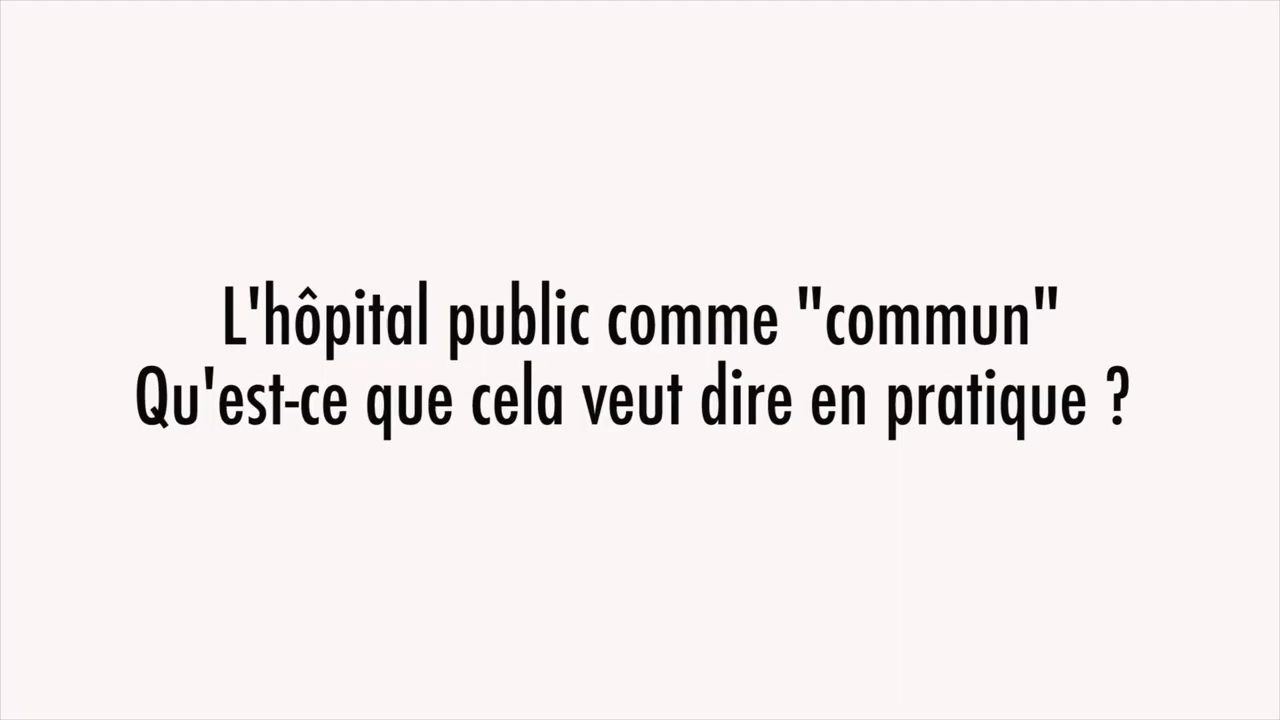 L'hôpital public comme "commun"
Qu'est-ce que cela veut dire en pratique ?